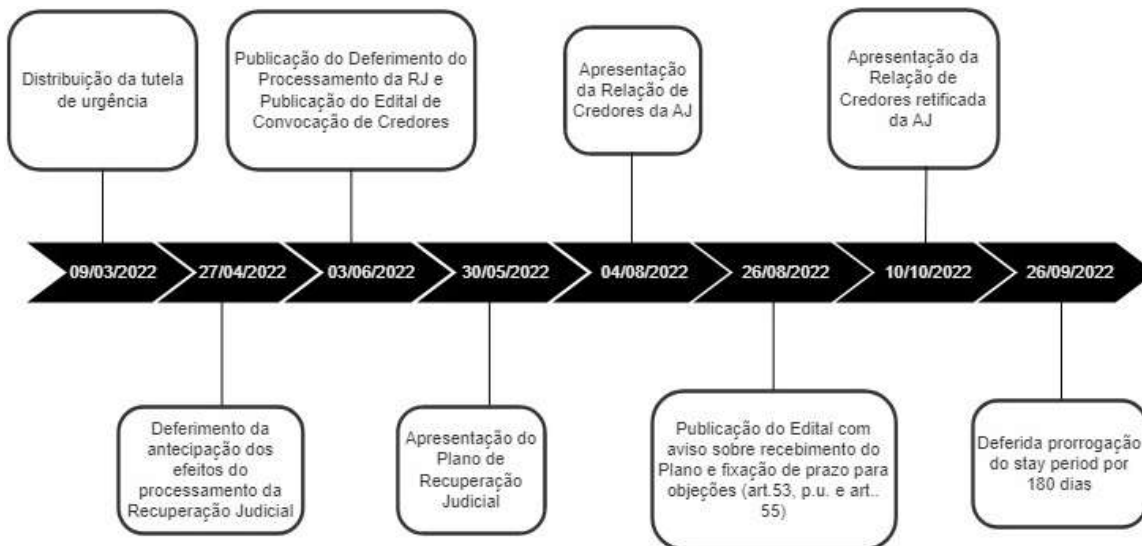 Distribuição da tutela
de urgência
Publicação do Deferimento do
Processamento da RJ e
Publicação do Edital de
Convocação de Credores
Apresentação
da Relação de
Credores da AJ
Apresentação da
Relação de
Credores retificada
da AJ
09/03/2022
27/04/2022
03/06/2022
30/05/2022
04/08/2022
26/08/2022
10/10/2022
26/09/2022
Deferimento da
antecipação dos
efeitos do
processamento da
Recuperação Judicial
Apresentação do
Plano de
Recuperação
Judicial
Publicação do Edital com
aviso sobre recebimento do
Plano e fixação de prazo para
objeções (art.53, p.u. e art..
55)
Deferida prorrogação
do stay period por
180 dias